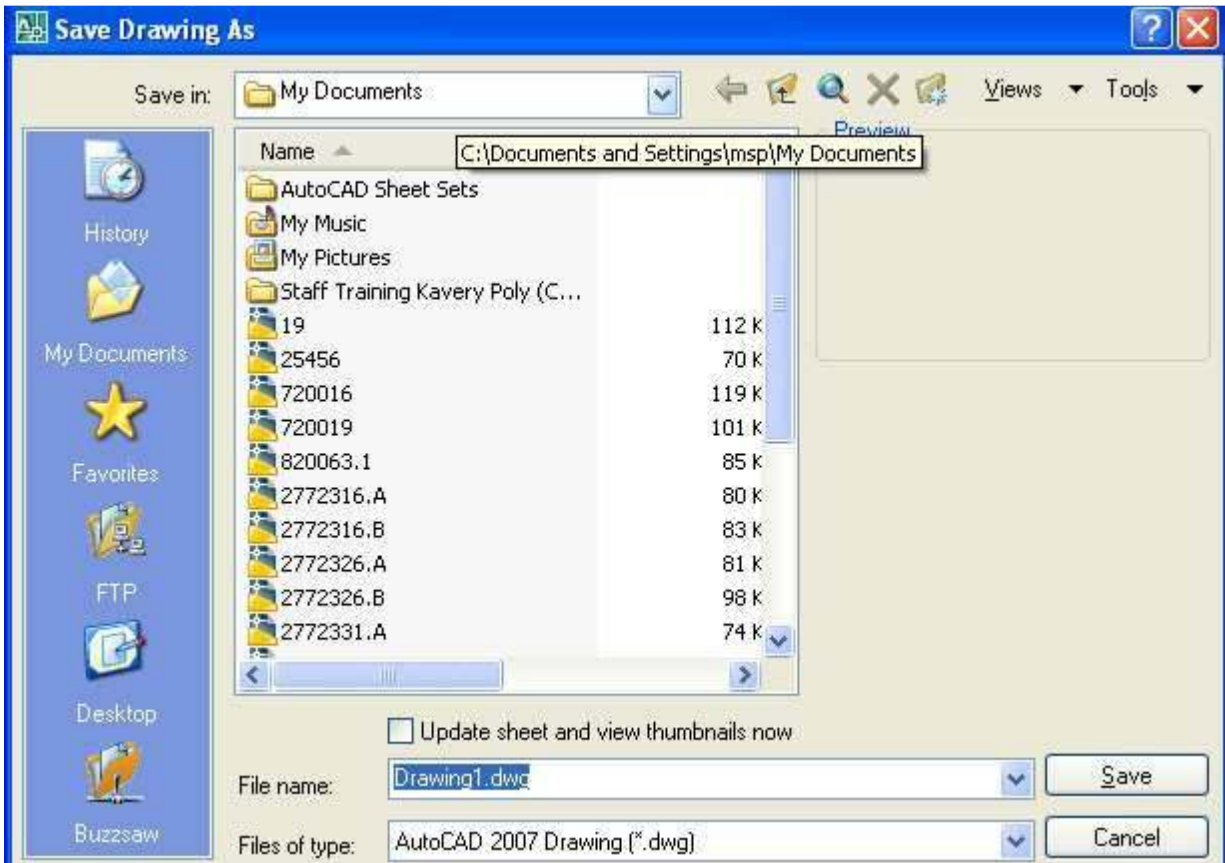 Save Drawing As
Save in: My Documents Views Tools
Preview
Name C:\Documents and Settings\msp\My Documents
AutoCAD Sheet Sets
My Music
My Pictures
Staff Training Kavery Poly (C...
19 112 K
25456 70 K
720016 119 K
720019 101 K
820063.1 85 K
2772316.A 80 K
2772316.B 83 K
2772326.A 81 K
2772326.B 98 K
2772331.A 74 K
History
My Documents
Favorites
FTP
Desktop
Buzzsaw
Update sheet and view thumbnails now
File name: Drawing1.dwg Save
Files of type: AutoCAD 2007 Drawing (*.dwg) Cancel